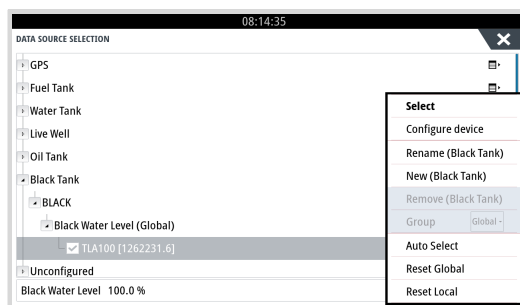 08:14:35
DATA SOURCE SELECTION
GPS
Fuel Tank
Water Tank
Live Well
Oil Tank
Black Tank
BLACK
Black Water Level (Global)
TLA100 [1262231.6]
Unconfigured
Black Water Level 100.0 %
Select
Configure device
Rename (Black Tank)
New (Black Tank)
Remove (Black Tank)
Group Global -
Auto Select
Reset Global
Reset Local